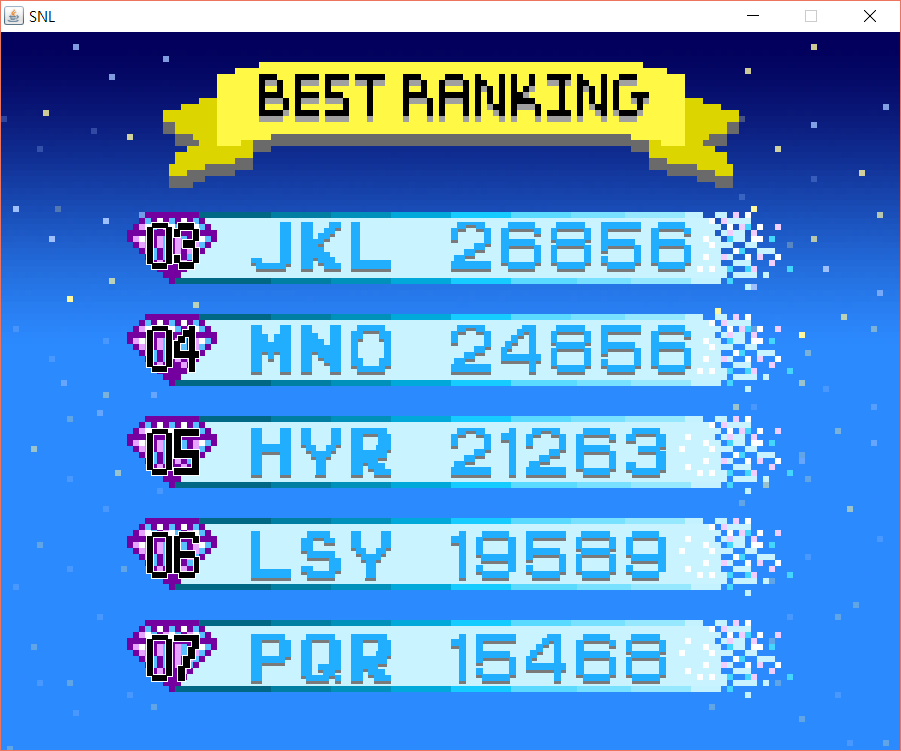 SNL
BEST RANKING
03 JKL 26856
04 MNO 24856
05 HYR 21263
06 LSY 19589
07 PQR 15468